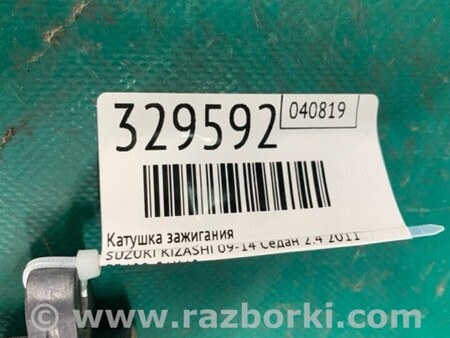 329592
040819
Катушка зажигания
SUZUKI KIZASHI 09-14 Седан 2.4 2011
www.razborki.com